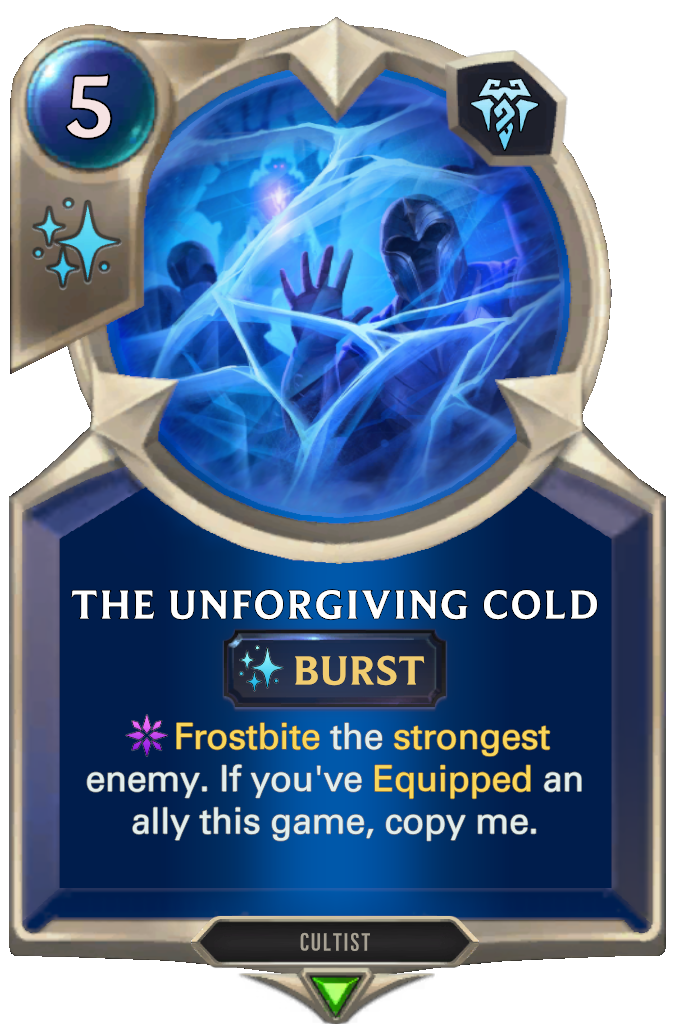 5
THE UNFORGIVING COLD
BURST
Frostbite the strongest
enemy. If you've Equipped an
ally this game, copy me.
CULTIST